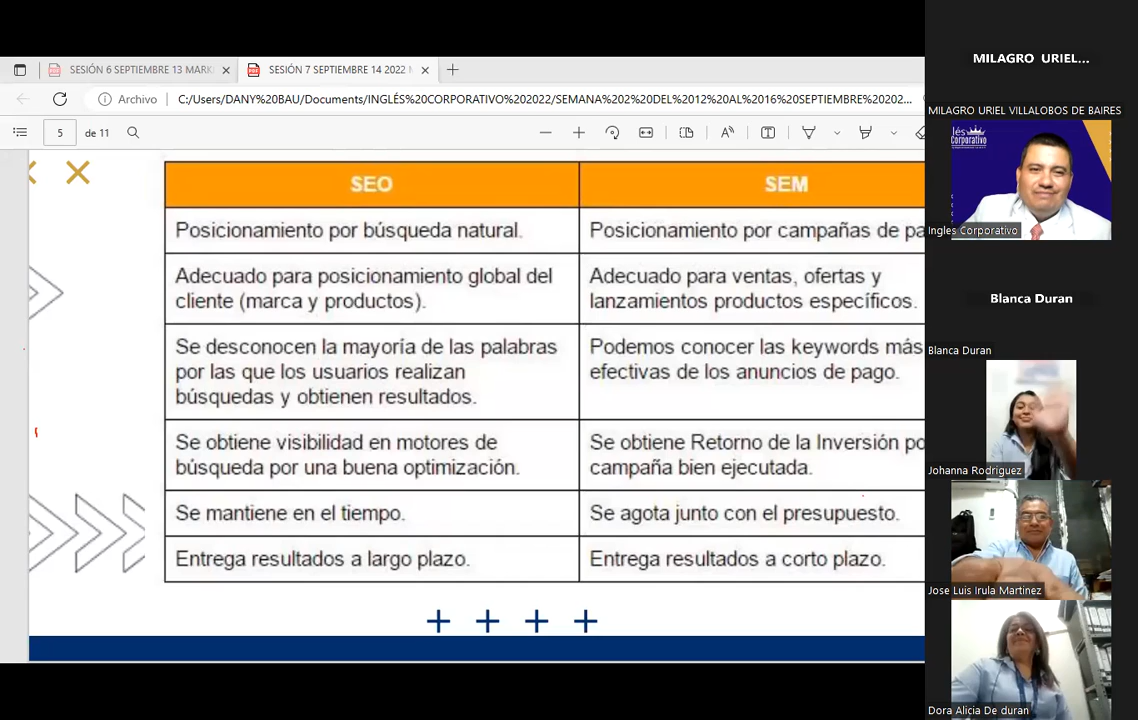 SESIÓN 6 SEPTIEMBRE 13 MARK
SESIÓN 7 SEPTIEMBRE 14 2022
Archivo
C:/Users/DANY%20BAU/Documents/INGLÉS%20CORPORATIVO%202022/SEMANA%202%20DEL%2012%20AL%2016%20SEPTIEMBRE%20202...
5 de 11
SEO
SEM
Posicionamiento por búsqueda natural.
Posicionamiento por campañas de pa
Adecuado para posicionamiento global del
cliente (marca y productos).
Adecuado para ventas, ofertas y
lanzamientos productos específicos.
Se desconocen la mayoría de las palabras
por las que los usuarios realizan
búsquedas y obtienen resultados.
Podemos conocer las keywords más
efectivas de los anuncios de pago.
Se obtiene visibilidad en motores de
búsqueda por una buena optimización.
Se obtiene Retorno de la Inversión po
campaña bien ejecutada.
Se mantiene en el tiempo.
Se agota junto con el presupuesto.
Entrega resultados a largo plazo.
Entrega resultados a corto plazo.
MILAGRO URIEL...
MILAGRO URIEL VILLALOBOS DE BAIRES
lés
Corporativo
Ingles Corporativo
Blanca Duran
Blanca Duran
Johanna Rodriguez
Jose Luis Irula Martinez
Dora Alicia De duran